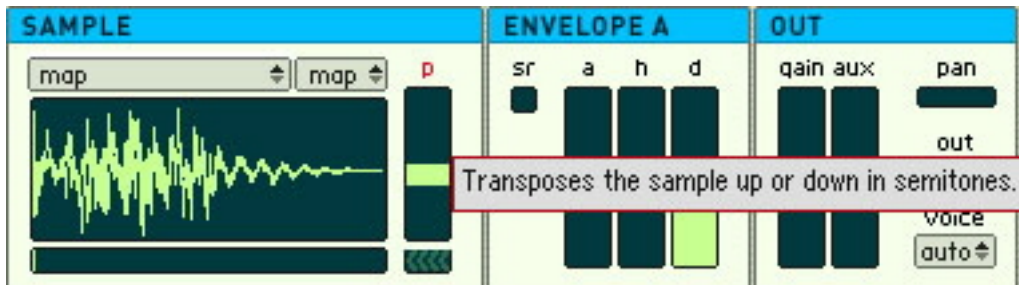 SAMPLE
ENVELOPE A
OUT
map
map
p
sr a h d
gain aux
pan
out
Transposes the sample up or down in semitones.
voice
auto